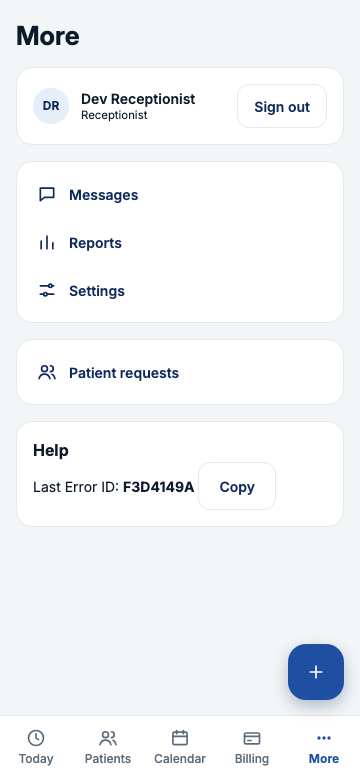 More
DR
Dev Receptionist
Receptionist
Sign out
Messages
Reports
Settings
Patient requests
Help
Last Error ID: F3D4149A
Copy
+
Today
Patients
Calendar
Billing
More